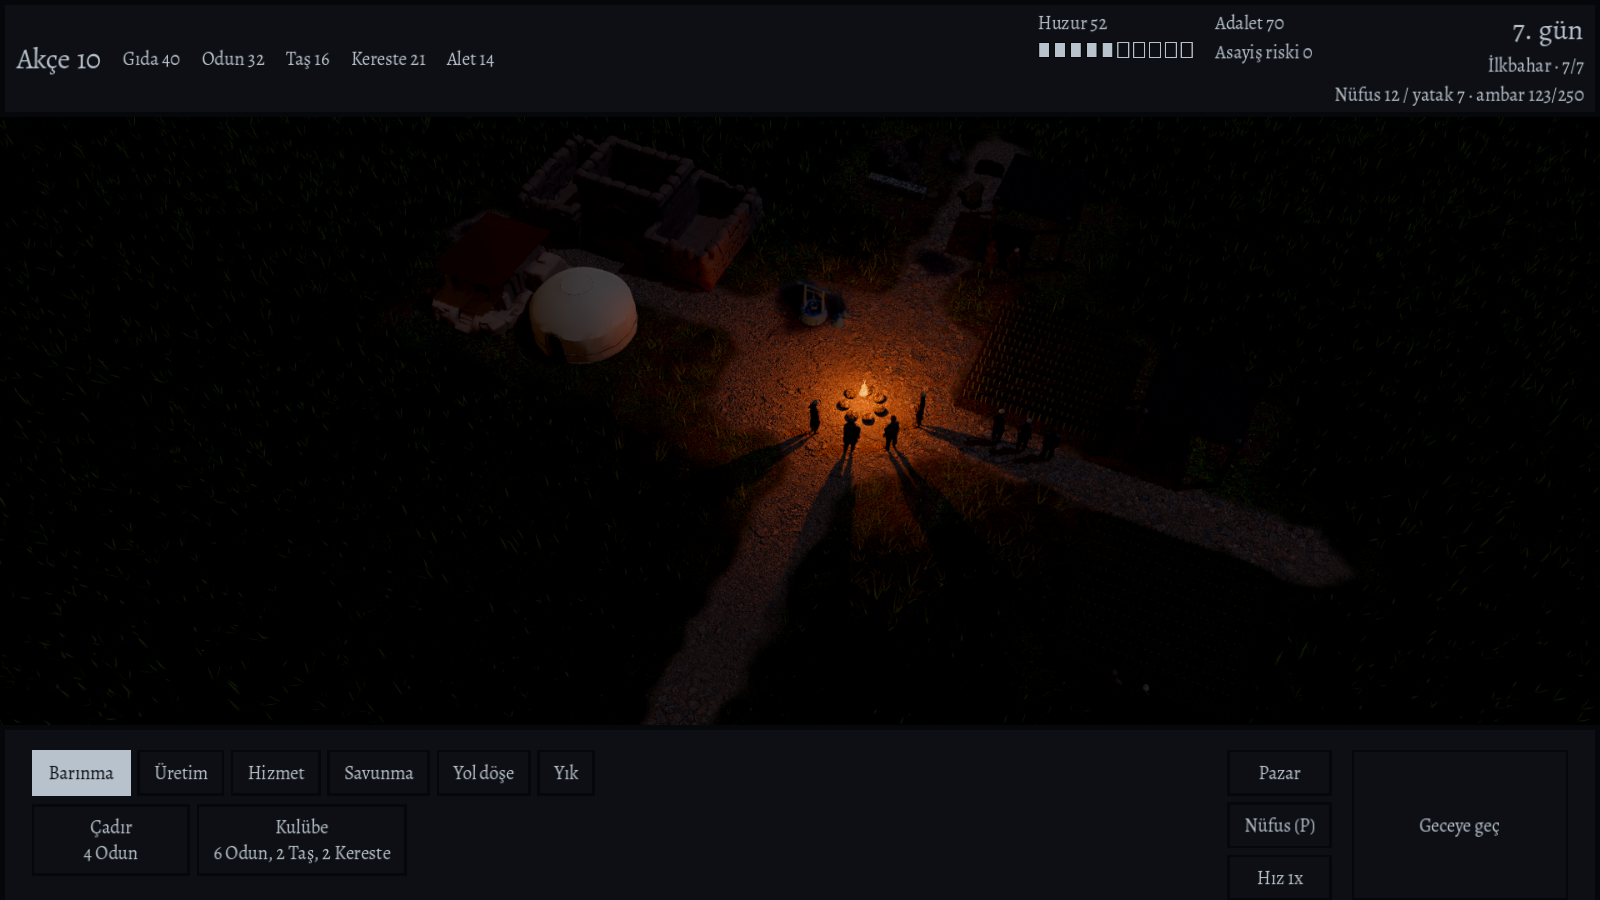 Akçe 10
Gıda 40
Odun 32
Taş 16
Kereste 21
Alet 14
Huzur 52
Adalet 70
Asayiş riski 0
7. gün
İlkbahar · 7/7
Nüfus 12 / yatak 7 · ambar 123/250
Barınma
Üretim
Hizmet
Savunma
Yol döşe
Yık
Çadır
4 Odun
Kulübe
6 Odun, 2 Taş, 2 Kereste
Pazar
Nüfus (P)
Hız 1x
Geceye geç